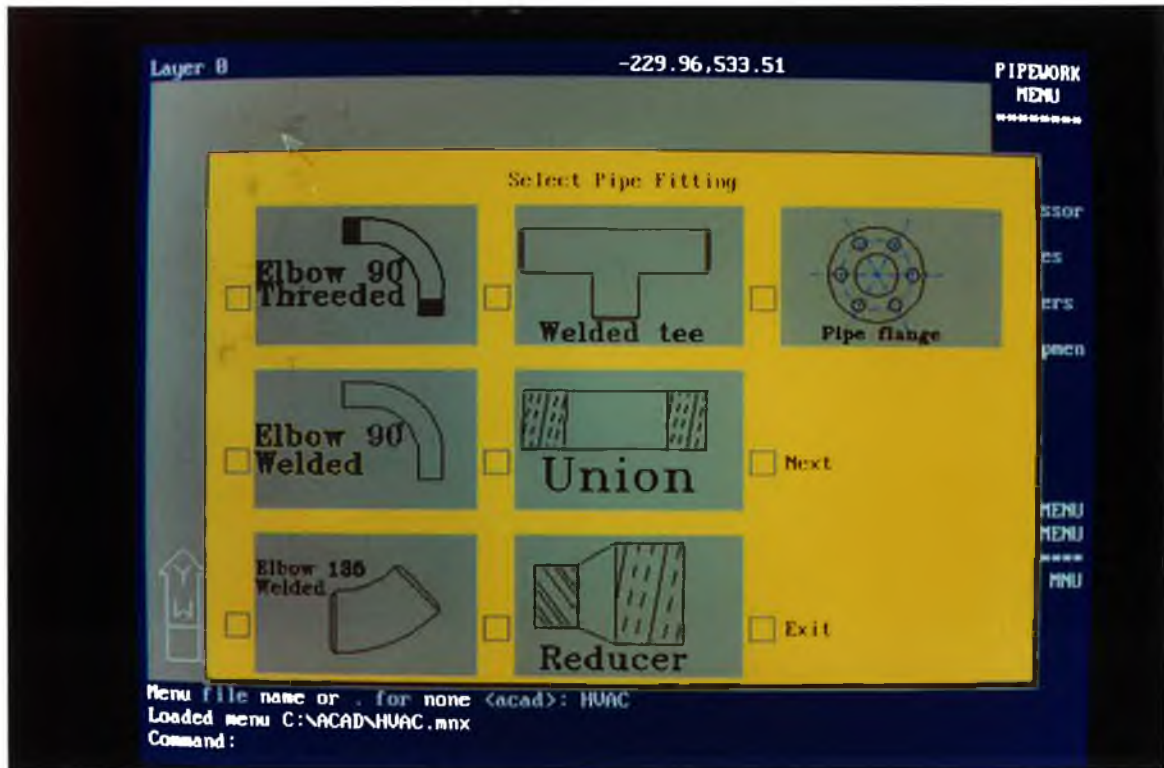 Layer 0
-229.96,533.51
PIPEWORK
MENU
********
Select Pipe Fitting
Elbow 90
Threeded
Welded tee
Pipe flange
ssor
es
ers
pmen
Elbow 90
Welded
Union
Next
MENU
MENU
****
MNU
Elbow 135
Welded
Reducer
Exit
Y
W
Menu file name or . for none <acad>: HVAC
Loaded menu C:\ACAD\HVAC.mnx
Command: